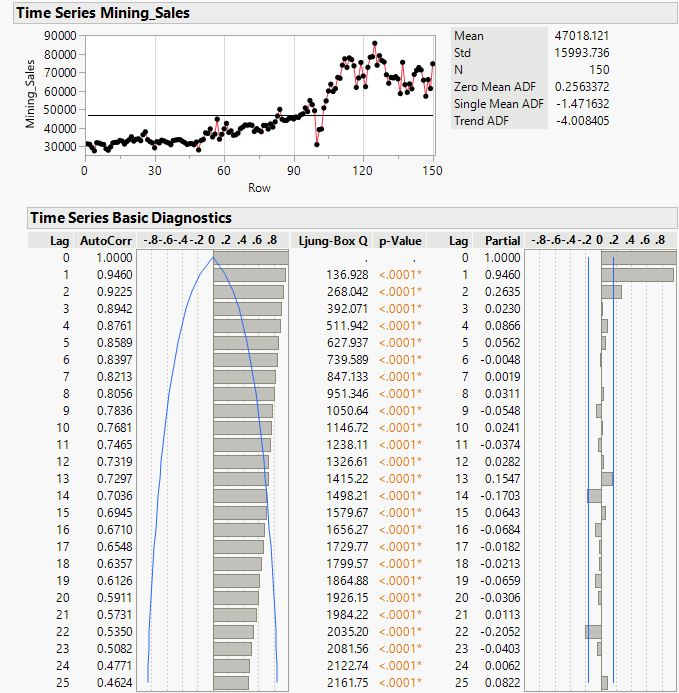 Time Series Mining_Sales
Mining_Sales
90000
80000
70000
60000
50000
40000
30000
0 30 60 90 120 150
Row
Mean 47018.121
Std 15993.736
N 150
Zero Mean ADF 0.2563372
Single Mean ADF -1.471632
Trend ADF -4.008405
Time Series Basic Diagnostics
Lag AutoCorr -.8-.6-.4-.2 0 .2 .4 .6 .8 Ljung-Box Q p-Value Lag Partial -.8-.6-.4-.2 0 .2 .4 .6 .8
0 1.0000 . . 0 1.0000
1 0.9460 136.928 <.0001* 1 0.9460
2 0.9225 268.042 <.0001* 2 0.2635
3 0.8942 392.071 <.0001* 3 0.0230
4 0.8761 511.942 <.0001* 4 0.0866
5 0.8589 627.937 <.0001* 5 0.0562
6 0.8397 739.589 <.0001* 6 -0.0048
7 0.8213 847.133 <.0001* 7 0.0019
8 0.8056 951.346 <.0001* 8 0.0311
9 0.7836 1050.64 <.0001* 9 -0.0548
10 0.7681 1146.72 <.0001* 10 0.0241
11 0.7465 1238.11 <.0001* 11 -0.0374
12 0.7319 1326.61 <.0001* 12 0.0282
13 0.7297 1415.22 <.0001* 13 0.1547
14 0.7036 1498.21 <.0001* 14 -0.1703
15 0.6945 1579.67 <.0001* 15 0.0643
16 0.6710 1656.27 <.0001* 16 -0.0684
17 0.6548 1729.77 <.0001* 17 -0.0182
18 0.6357 1799.57 <.0001* 18 -0.0213
19 0.6126 1864.88 <.0001* 19 -0.0659
20 0.5911 1926.15 <.0001* 20 -0.0306
21 0.5731 1984.22 <.0001* 21 0.0113
22 0.5350 2035.20 <.0001* 22 -0.2052
23 0.5082 2081.56 <.0001* 23 -0.0403
24 0.4771 2122.74 <.0001* 24 0.0062
25 0.4624 2161.75 <.0001* 25 0.0822